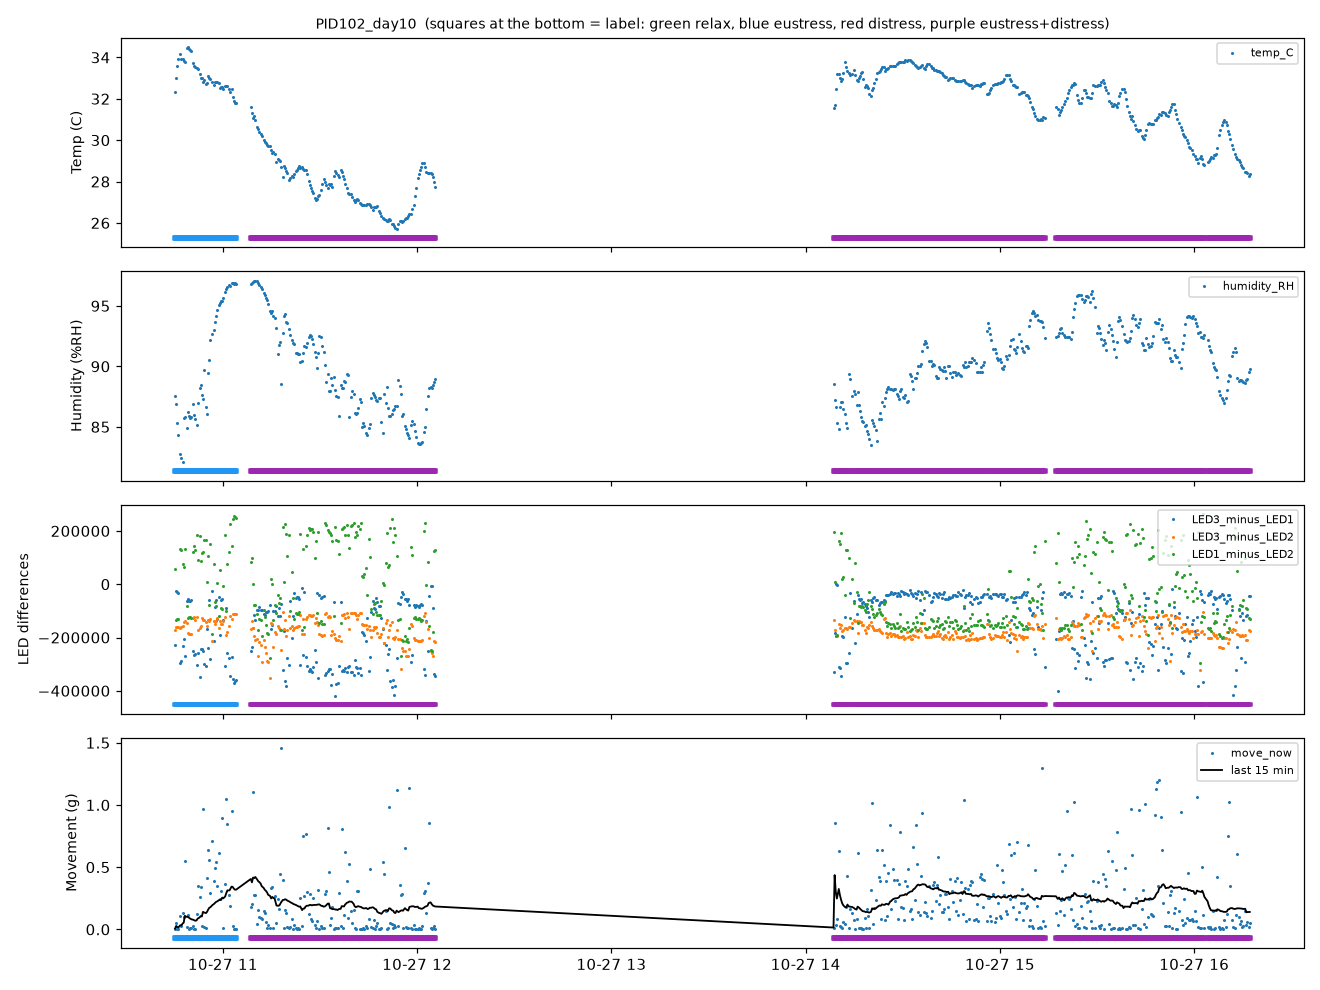 PID102_day10  (squares at the bottom = label: green relax, blue eustress, red distress, purple eustress+distress)
Temp (C)
34
32
30
28
26
temp_C
Humidity (%RH)
95
90
85
humidity_RH
LED differences
200000
0
−200000
−400000
LED3_minus_LED1
LED3_minus_LED2
LED1_minus_LED2
Movement (g)
1.5
1.0
0.5
0.0
move_now
last 15 min
10-27 11
10-27 12
10-27 13
10-27 14
10-27 15
10-27 16